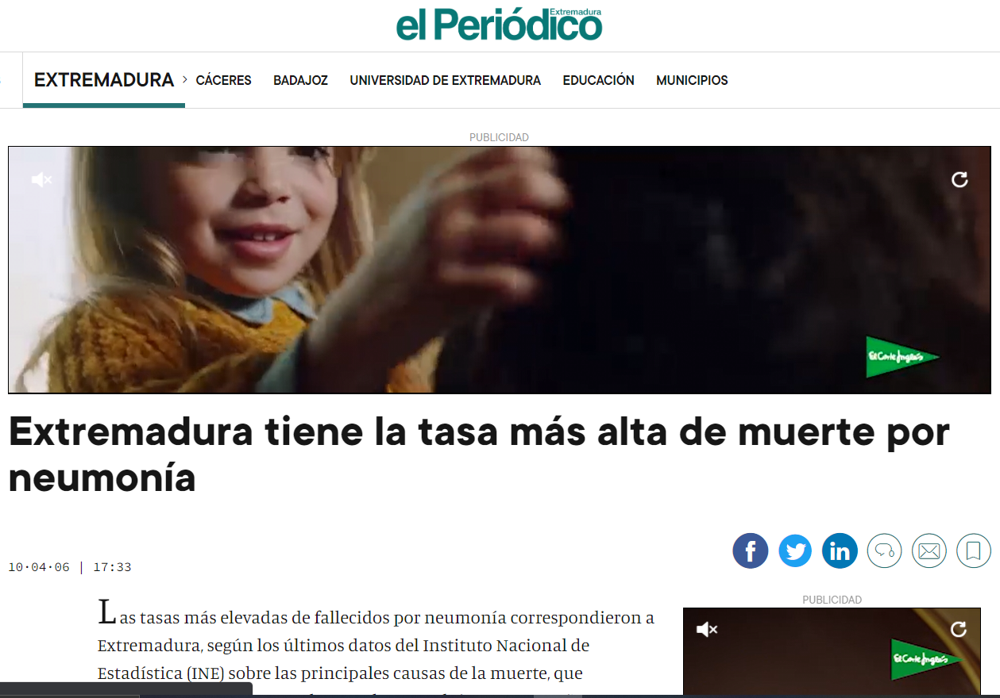 el Periódico
Extremadura
EXTREMADURA > CÁCERES BADAJOZ UNIVERSIDAD DE EXTREMADURA EDUCACIÓN MUNICIPIOS
PUBLICIDAD
El Corte Inglés
Extremadura tiene la tasa más alta de muerte por
neumonía
10·04·06 | 17:33
0
PUBLICIDAD
Las tasas más elevadas de fallecidos por neumonía correspondieron a
Extremadura, según los últimos datos del Instituto Nacional de
El Corte Inglés
Estadística (INE) sobre las principales causas de la muerte, que